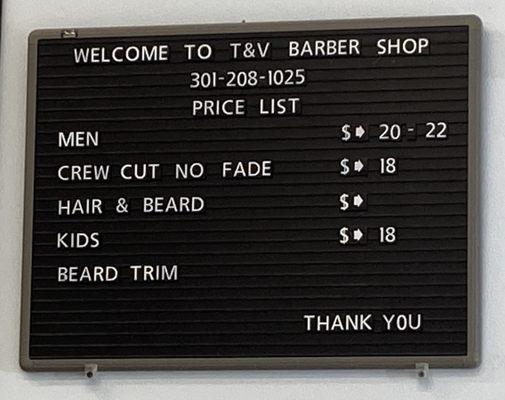 WELCOME TO T&V BARBER SHOP
301-208-1025
PRICE LIST
MEN $➧ 20 - 22
CREW CUT NO FADE $➧ 18
HAIR & BEARD $➧
KIDS $➧ 18
BEARD TRIM
THANK YOU